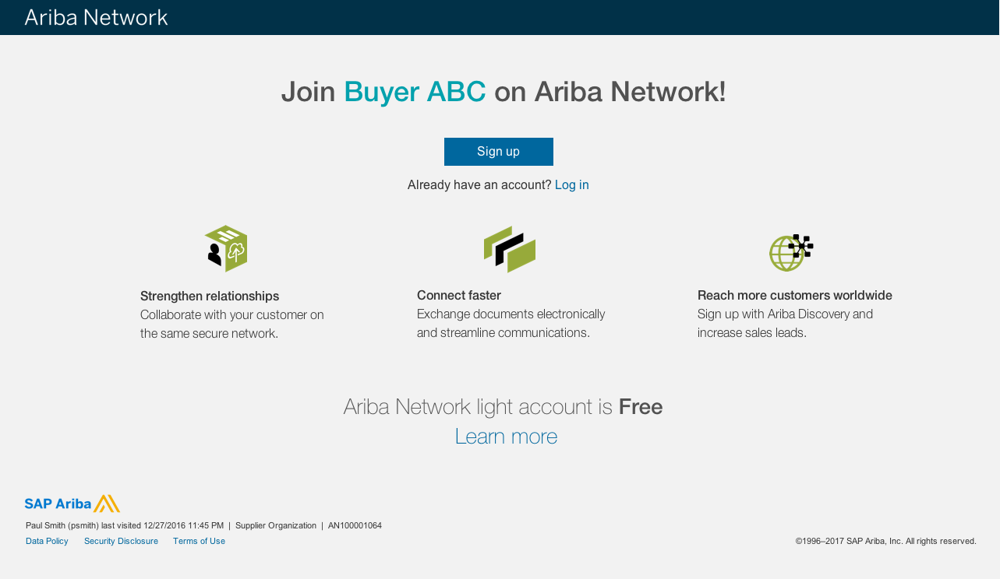 Ariba Network
Join Buyer ABC on Ariba Network!
Sign up
Already have an account? Log in
Strengthen relationships
Collaborate with your customer on
the same secure network.
Connect faster
Exchange documents electronically
and streamline communications.
Reach more customers worldwide
Sign up with Ariba Discovery and
increase sales leads.
Ariba Network light account is Free
Learn more
SAP Ariba
Paul Smith (psmith) last visited 12/27/2016 11:45 PM | Supplier Organization | AN100001064
Data Policy Security Disclosure Terms of Use
©1996–2017 SAP Ariba, Inc. All rights reserved.